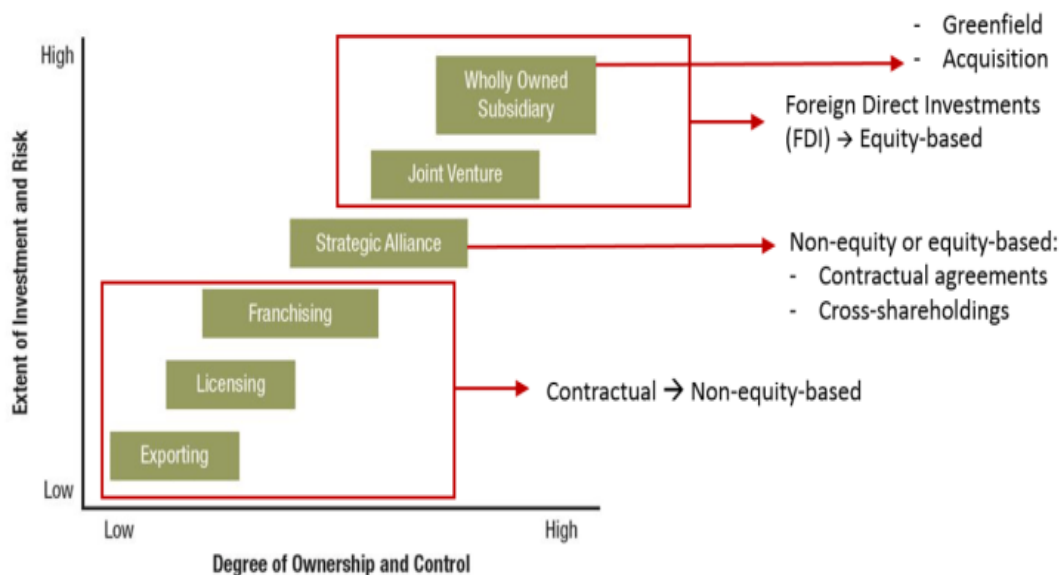 - Greenfield
- Acquisition
High
Wholly Owned
Subsidiary
Foreign Direct Investments
(FDI) → Equity-based
Joint Venture
Strategic Alliance
Non-equity or equity-based:
- Contractual agreements
- Cross-shareholdings
Franchising
Licensing
Contractual → Non-equity-based
Exporting
Low
Extent of Investment and Risk
Low
High
Degree of Ownership and Control